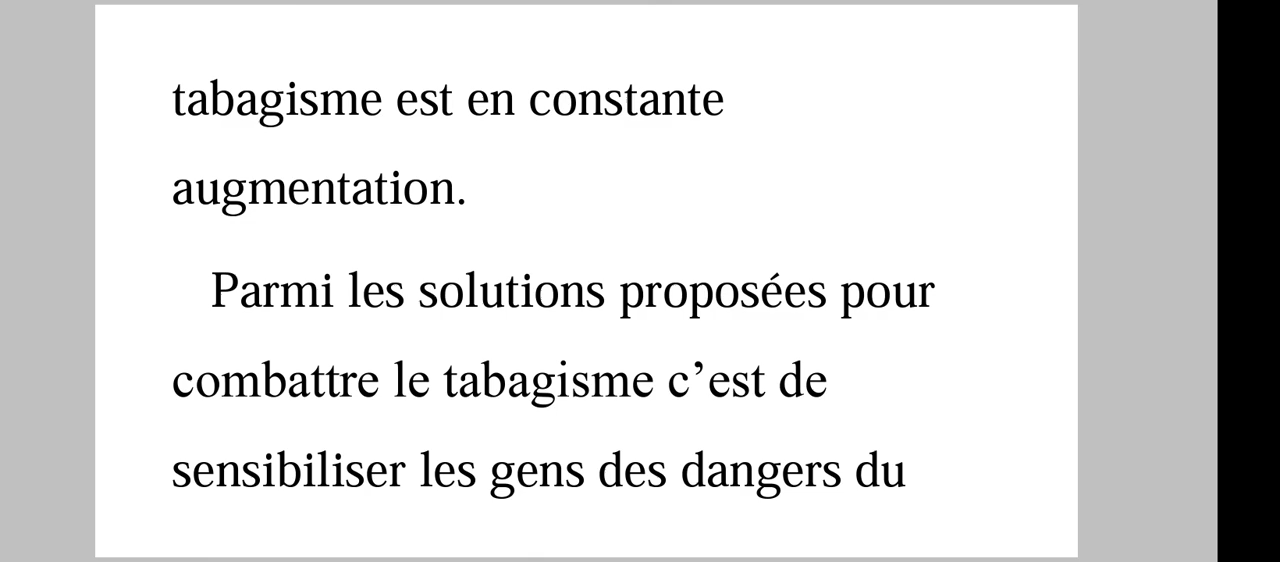 tabagisme est en constante
augmentation.
Parmi les solutions proposées pour
combattre le tabagisme c’est de
sensibiliser les gens des dangers du